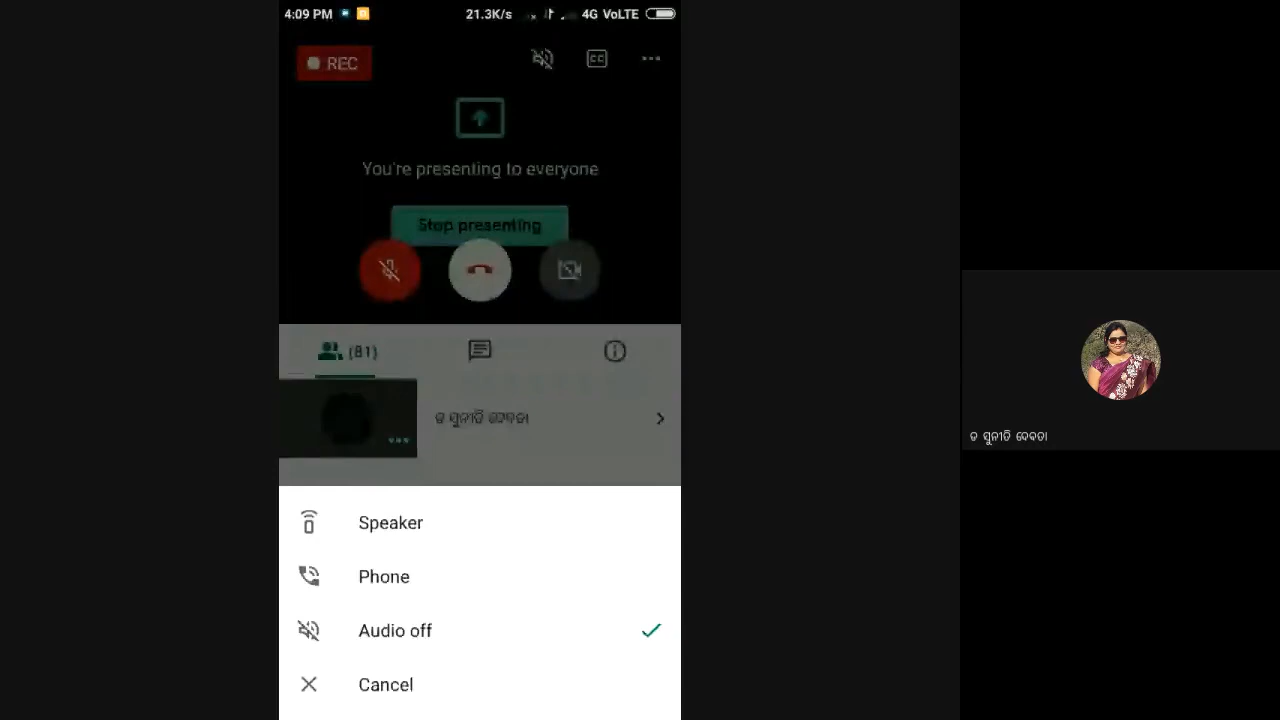 4:09 PM 21.3K/s 4G VoLTE
REC CC
You're presenting to everyone
Stop presenting
(81)
ଡ ସୁନୀତି ଦେବତା
Speaker
Phone
Audio off
Cancel
ଡ ସୁନୀତି ଦେବତା